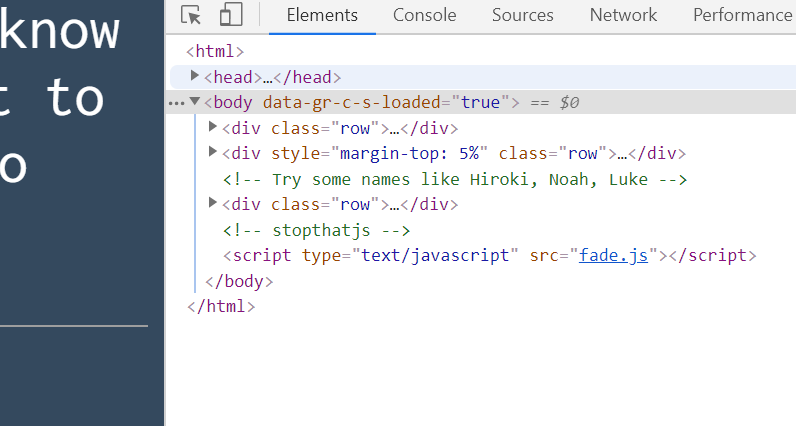 know
t to
o
Elements Console Sources Network Performance
<html>
<head>…</head>
<body data-gr-c-s-loaded="true"> == $0
<div class="row">…</div>
<div style="margin-top: 5%" class="row">…</div>
<!-- Try some names like Hiroki, Noah, Luke -->
<div class="row">…</div>
<!-- stopthatjs -->
<script type="text/javascript" src="fade.js"></script>
</body>
</html>